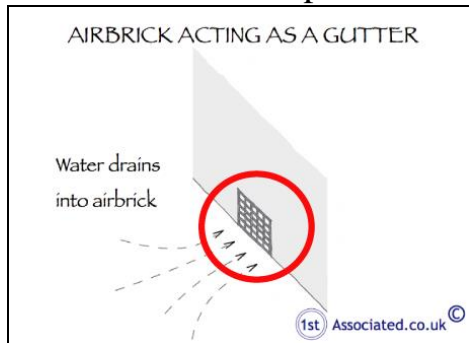 AIRBRICK ACTING AS A GUTTER
Water drains
into airbrick
1st Associated.co.uk ©